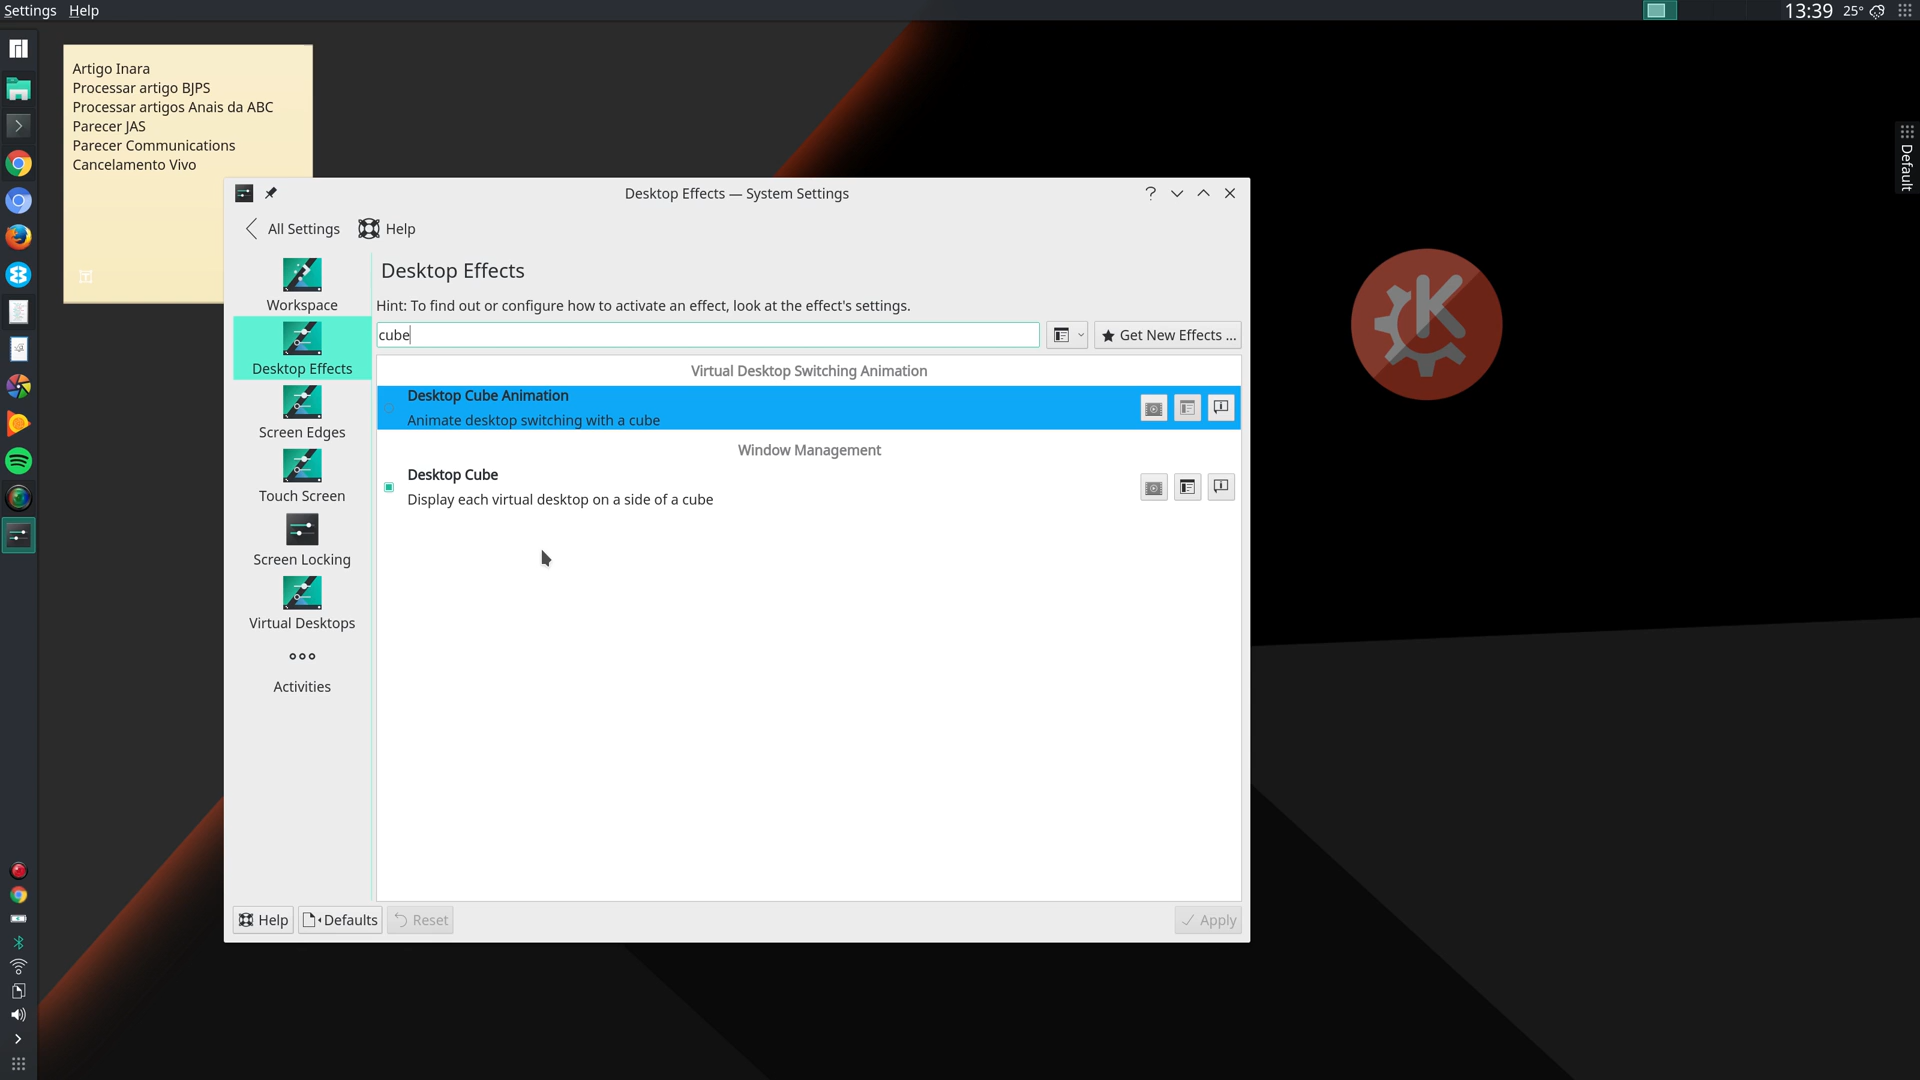 Settings Help
13:39 25°
Artigo Inara
Processar artigo BJPS
Processar artigos Anais da ABC
Parecer JAS
Parecer Communications
Cancelamento Vivo
Default
Desktop Effects — System Settings
All Settings Help
Workspace
Desktop Effects
Screen Edges
Touch Screen
Screen Locking
Virtual Desktops
Activities
Desktop Effects
Hint: To find out or configure how to activate an effect, look at the effect's settings.
cube
Get New Effects ...
Virtual Desktop Switching Animation
Desktop Cube Animation
Animate desktop switching with a cube
Window Management
Desktop Cube
Display each virtual desktop on a side of a cube
Help Defaults Reset Apply